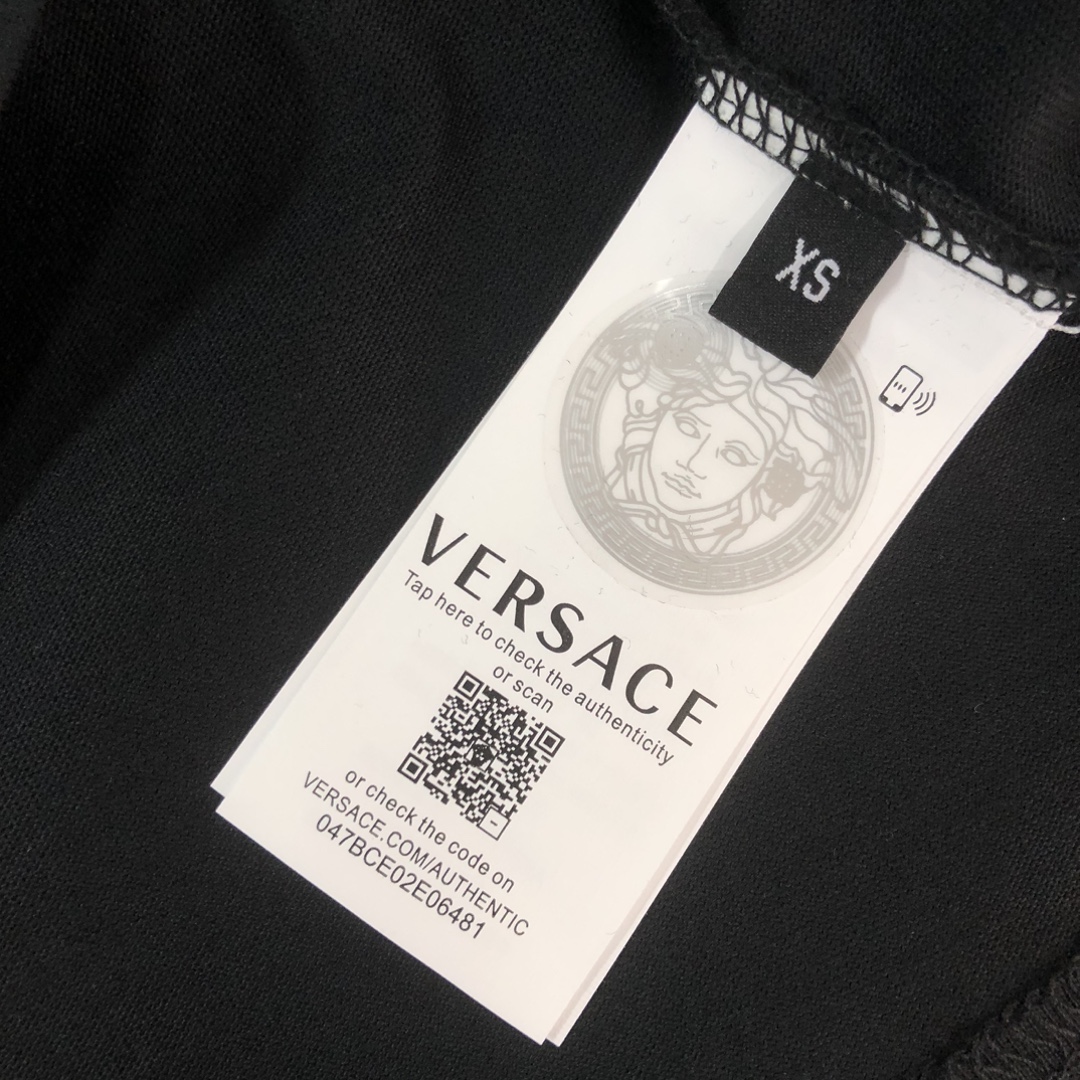 XS
VERSACE
Tap here to check the authenticity
or scan
or check the code on
VERSACE.COM/AUTHENTIC
047BCE02E06481